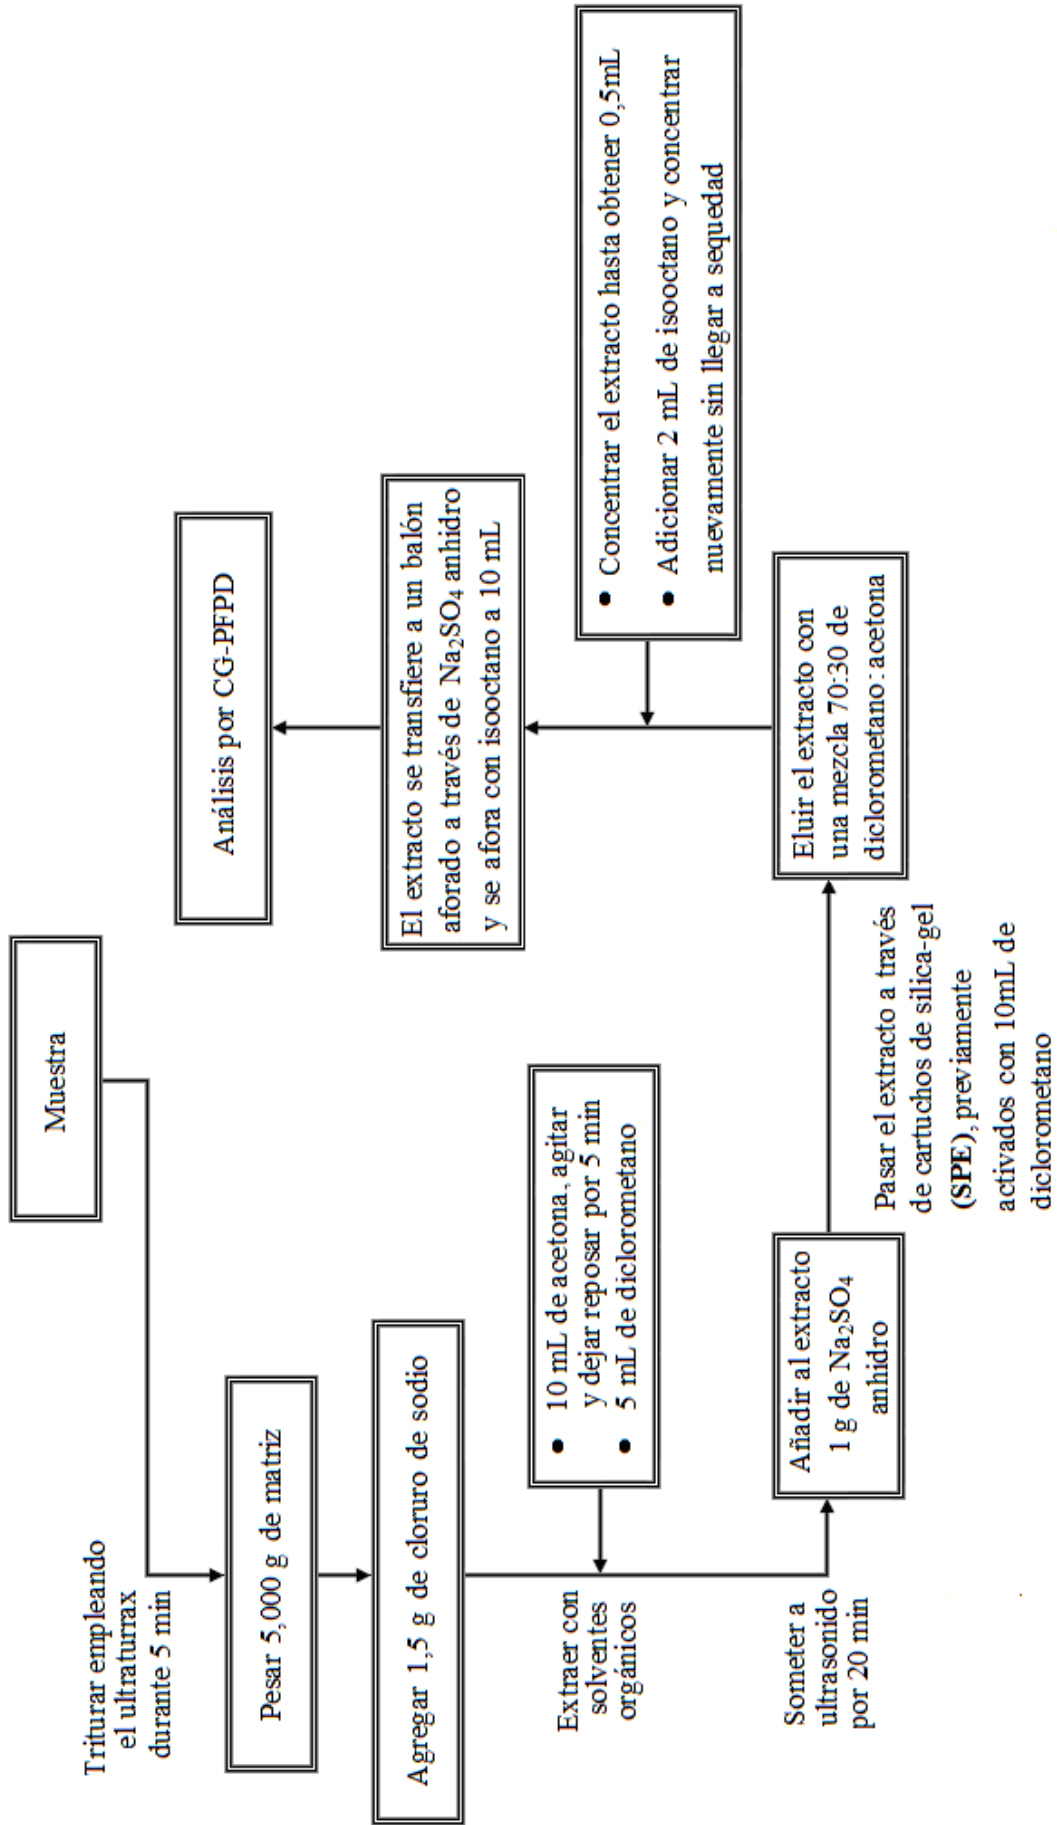 Muestra
Triturar empleando
el ultraturrax
durante 5 min
Pesar 5,000 g de matriz
Agregar 1,5 g de cloruro de sodio
Extraer con
solventes
orgánicos
• 10 mL de acetona, agitar
y dejar reposar por 5 min
• 5 mL de diclorometano
Someter a
ultrasonido
por 20 min
Añadir al extracto
1 g de Na₂SO₄
anhidro
Pasar el extracto a través
de cartuchos de silica-gel
(SPE), previamente
activados con 10mL de
diclorometano
Eluir el extracto con
una mezcla 70:30 de
diclorometano: acetona
• Concentrar el extracto hasta obtener 0,5mL
• Adicionar 2 mL de isooctano y concentrar
nuevamente sin llegar a sequedad
El extracto se transfiere a un balón
aforado a través de Na₂SO₄ anhidro
y se afora con isooctano a 10 mL
Análisis por CG-PFPD